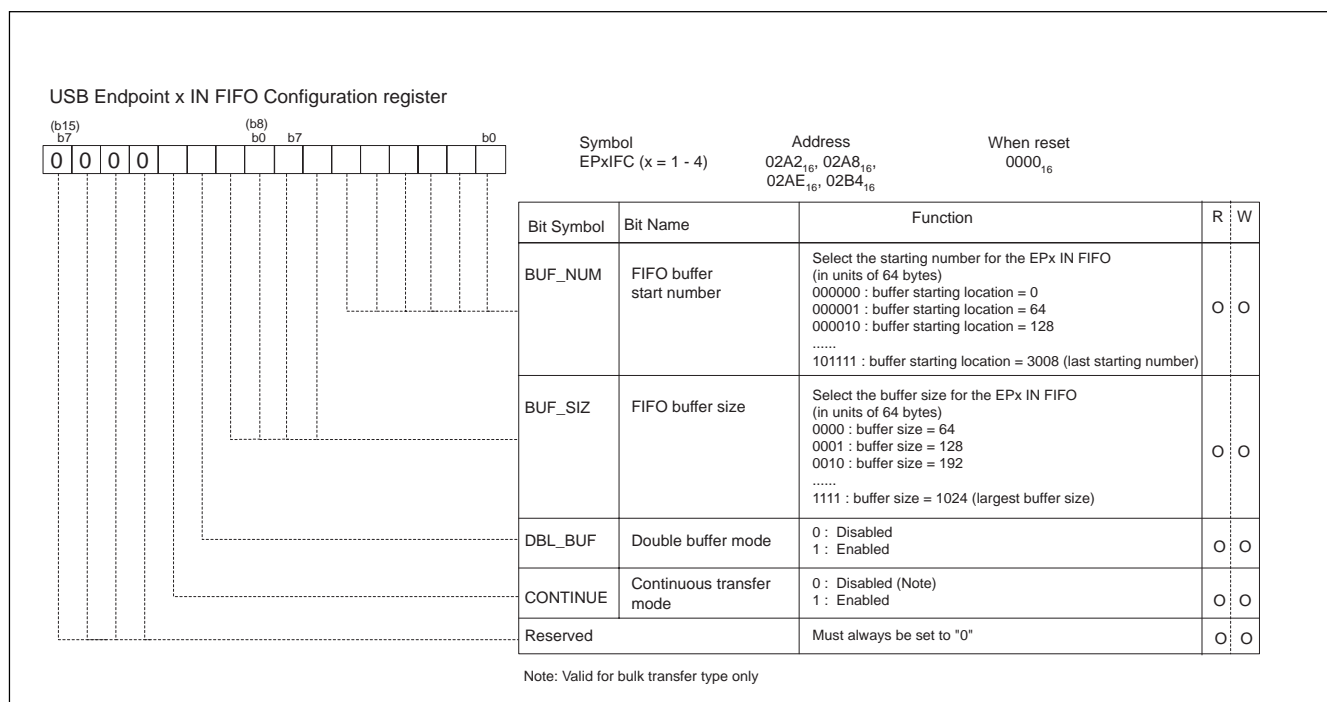 USB Endpoint x IN FIFO Configuration register
(b15) (b8)
b7 b0 b7 b0
0 0 0 0
Symbol Address When reset
EPxIFC (x = 1 - 4) 02A2₁₆, 02A8₁₆, 0000₁₆
02AE₁₆, 02B4₁₆
Bit Symbol Bit Name Function R W
BUF_NUM FIFO buffer start number
Select the starting number for the EPx IN FIFO
(in units of 64 bytes)
000000 : buffer starting location = 0
000001 : buffer starting location = 64
000010 : buffer starting location = 128
......
101111 : buffer starting location = 3008 (last starting number)
O O
BUF_SIZ FIFO buffer size
Select the buffer size for the EPx IN FIFO
(in units of 64 bytes)
0000 : buffer size = 64
0001 : buffer size = 128
0010 : buffer size = 192
......
1111 : buffer size = 1024 (largest buffer size)
O O
DBL_BUF Double buffer mode
0 : Disabled
1 : Enabled
O O
CONTINUE Continuous transfer mode
0 : Disabled (Note)
1 : Enabled
O O
Reserved Must always be set to "0" O O
Note: Valid for bulk transfer type only